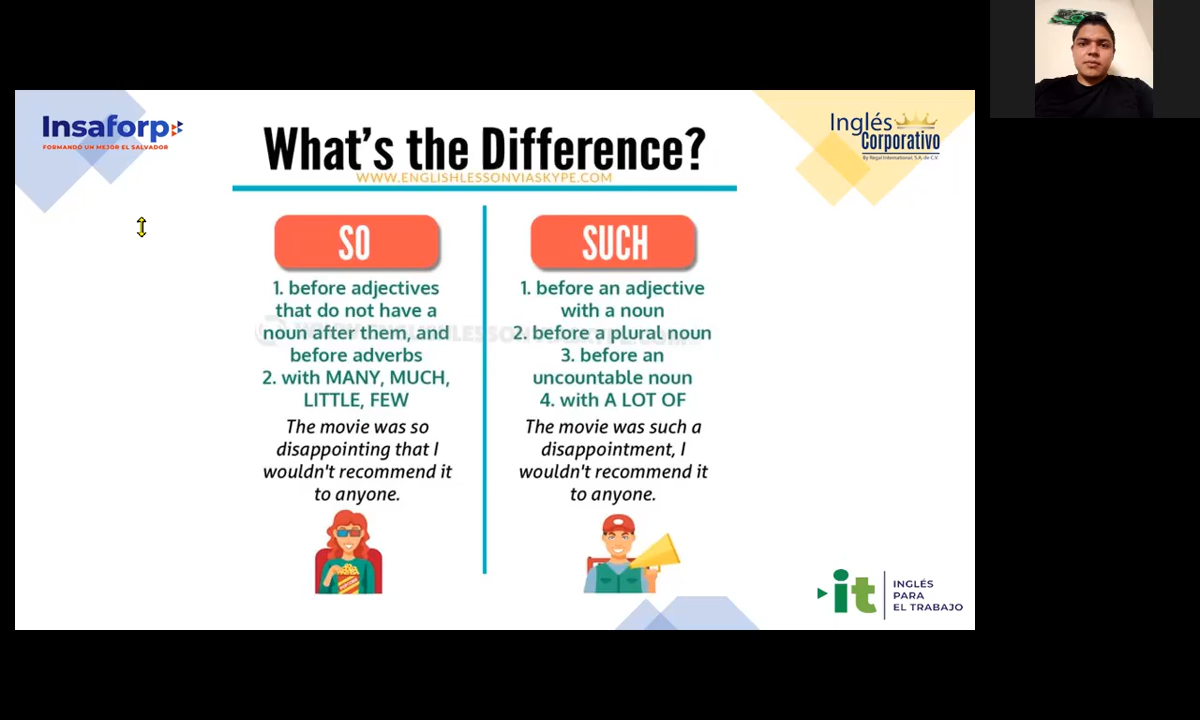 Insaforp
FORMANDO UN MEJOR EL SALVADOR
What's the Difference?
WWW.ENGLISHLESSONVIASKYPE.COM
Inglés
Corporativo
By Regal International, S.A. de C.V.
SO
1. before adjectives
that do not have a
noun after them, and
before adverbs
2. with MANY, MUCH,
LITTLE, FEW
The movie was so
disappointing that I
wouldn't recommend it
to anyone.
SUCH
1. before an adjective
with a noun
2. before a plural noun
3. before an
uncountable noun
4. with A LOT OF
The movie was such a
disappointment, I
wouldn't recommend it
to anyone.
it
INGLÉS
PARA
EL TRABAJO